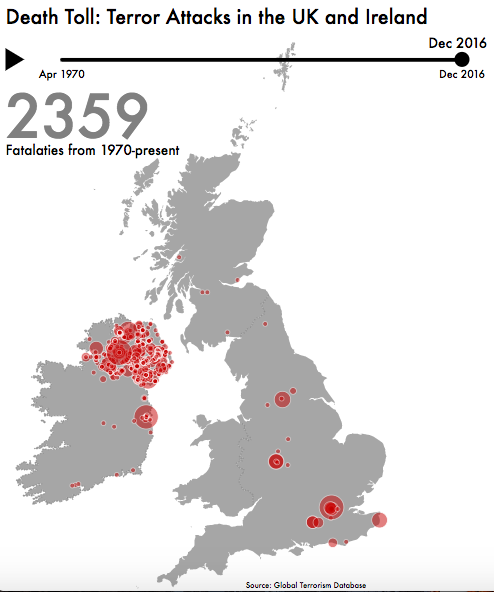 Death Toll: Terror Attacks in the UK and Ireland
Dec 2016
Apr 1970
Dec 2016
2359
Fatalaties from 1970-present
Source: Global Terrorism Database